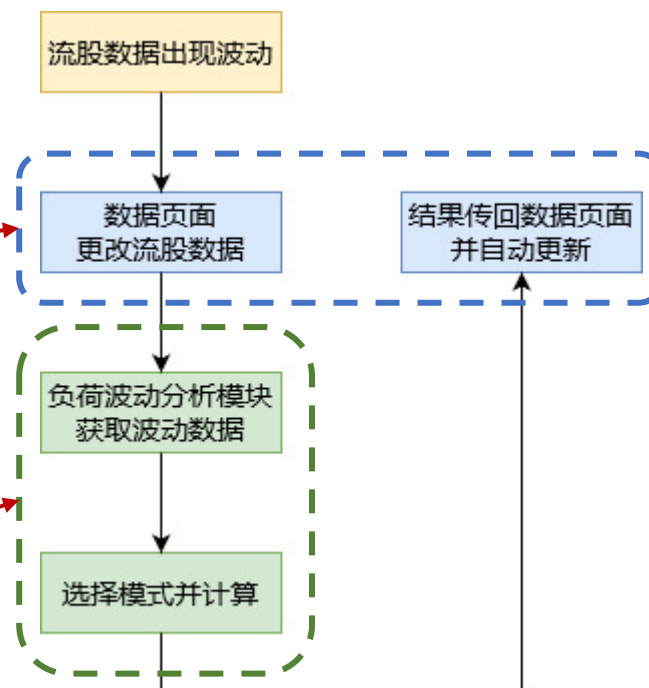 流股数据出现波动
数据页面
更改流股数据
结果传回数据页面
并自动更新
负荷波动分析模块
获取波动数据
选择模式并计算